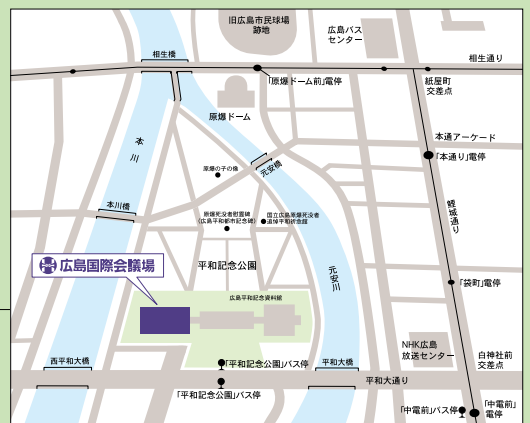 旧広島市民球場
跡地
広島バス
センター
相生橋
相生通り
「原爆ドーム前」電停
紙屋町
交差点
原爆ドーム
本川
本通アーケード
「本通り」電停
元安橋
原爆の子の像
本川橋
原爆死没者慰霊碑
（広島平和都市記念碑）
国立広島原爆死没者
追悼平和祈念館
鯉城通り
広島国際会議場
平和記念公園
元安川
「袋町」電停
広島平和記念資料館
NHK広島
放送センター
白神社前
交差点
西平和大橋
「平和記念公園」バス停
平和大橋
平和大通り
「平和記念公園」バス停
「中電前」バス停
「中電前」
電停